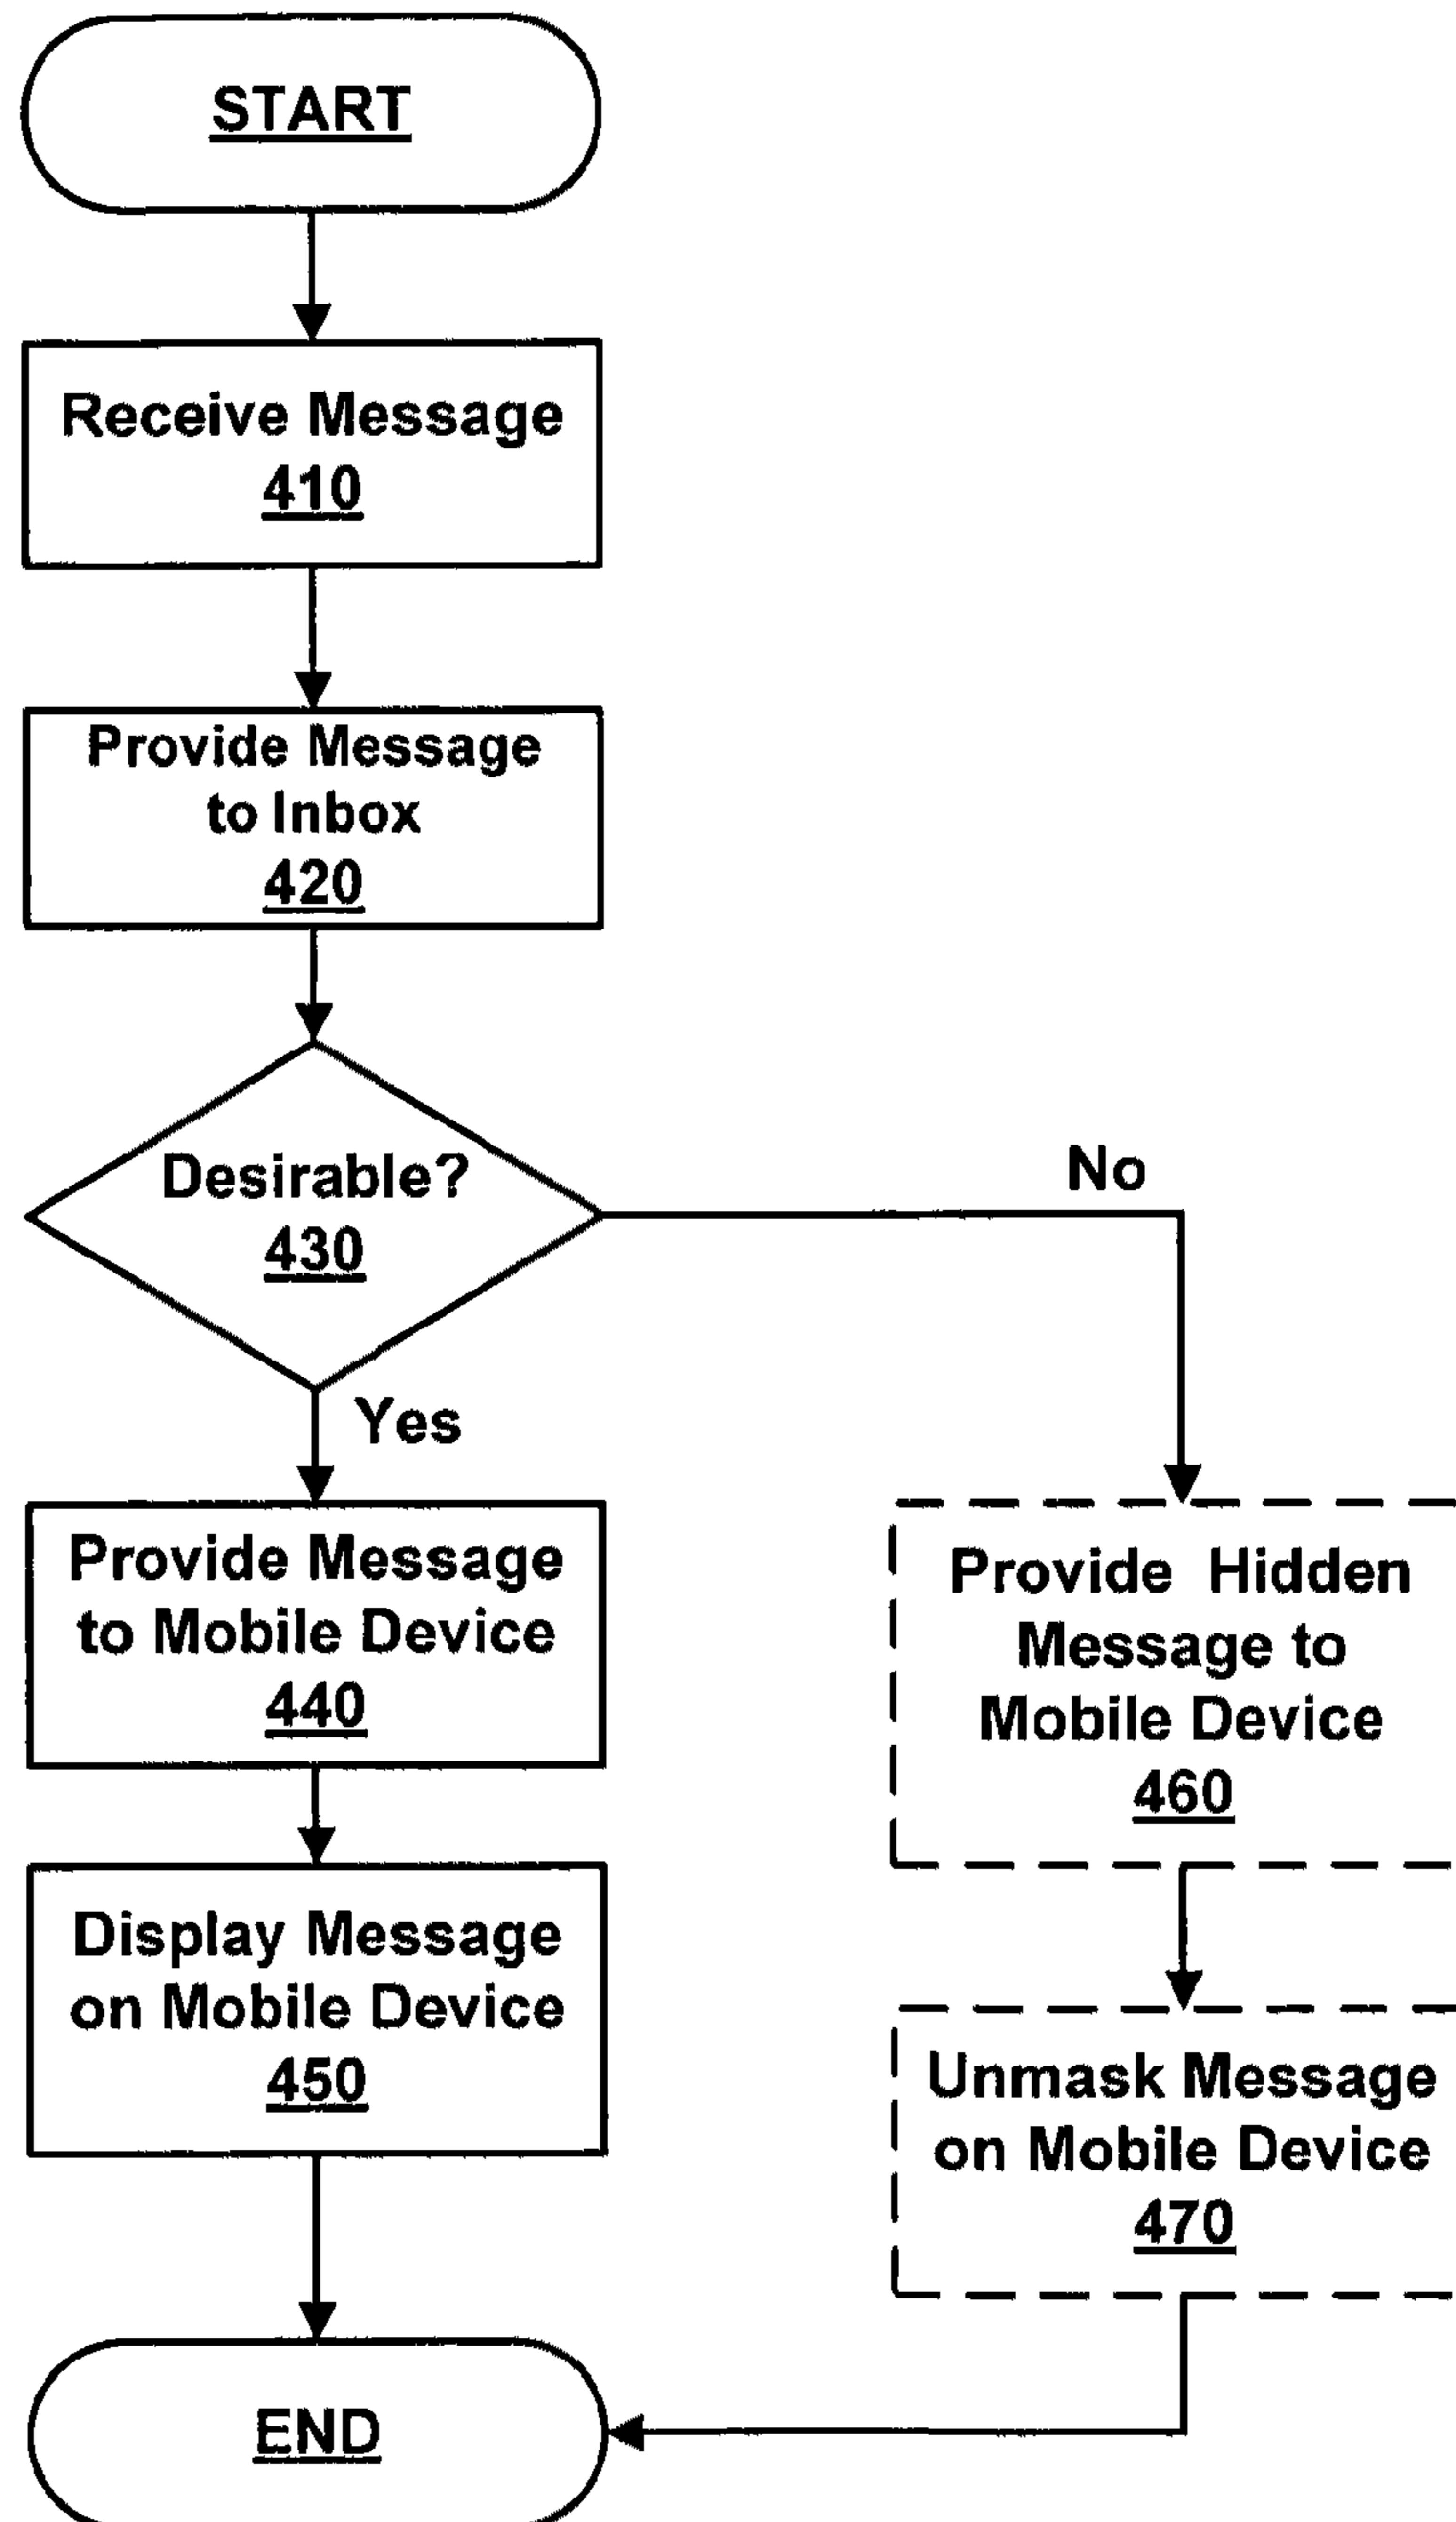 START
Receive Message
410
Provide Message
to Inbox
420
Desirable?
430
No
Yes
Provide Message
to Mobile Device
440
Provide Hidden
Message to
Mobile Device
460
Display Message
on Mobile Device
450
Unmask Message
on Mobile Device
470
END